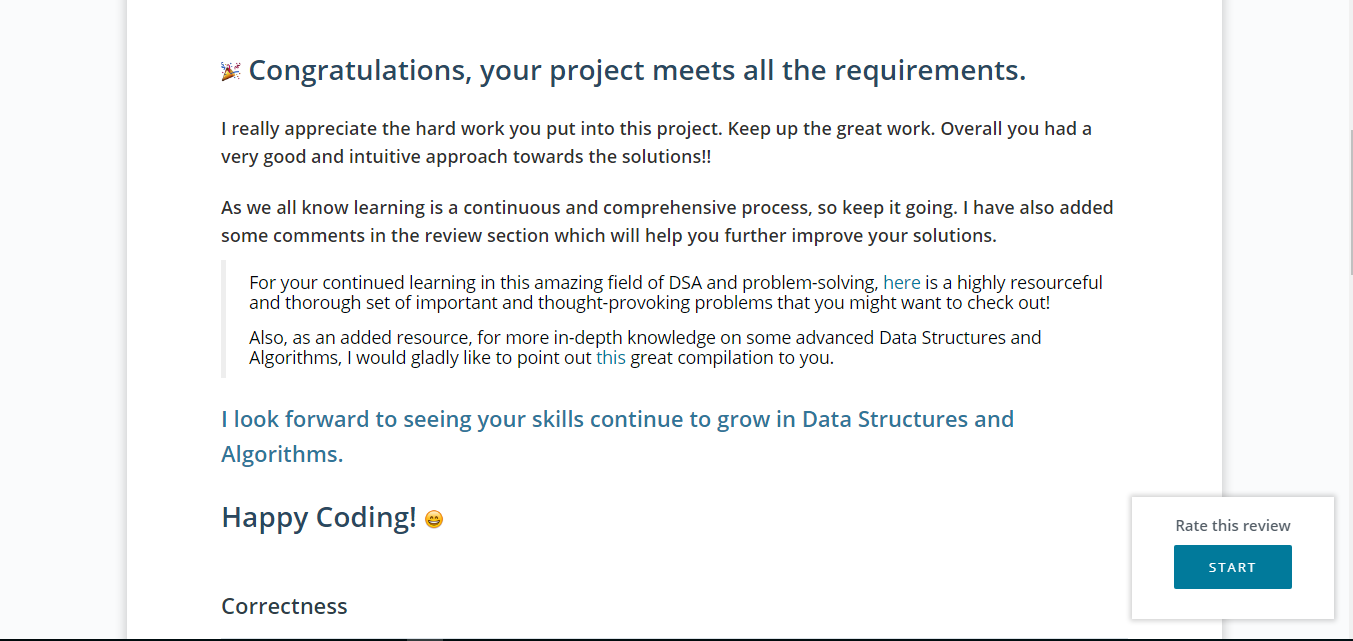 🎉 Congratulations, your project meets all the requirements.
I really appreciate the hard work you put into this project. Keep up the great work. Overall you had a
very good and intuitive approach towards the solutions!!
As we all know learning is a continuous and comprehensive process, so keep it going. I have also added
some comments in the review section which will help you further improve your solutions.
For your continued learning in this amazing field of DSA and problem-solving, here is a highly resourceful
and thorough set of important and thought-provoking problems that you might want to check out!
Also, as an added resource, for more in-depth knowledge on some advanced Data Structures and
Algorithms, I would gladly like to point out this great compilation to you.
I look forward to seeing your skills continue to grow in Data Structures and
Algorithms.
Happy Coding! 😄
Rate this review
START
Correctness